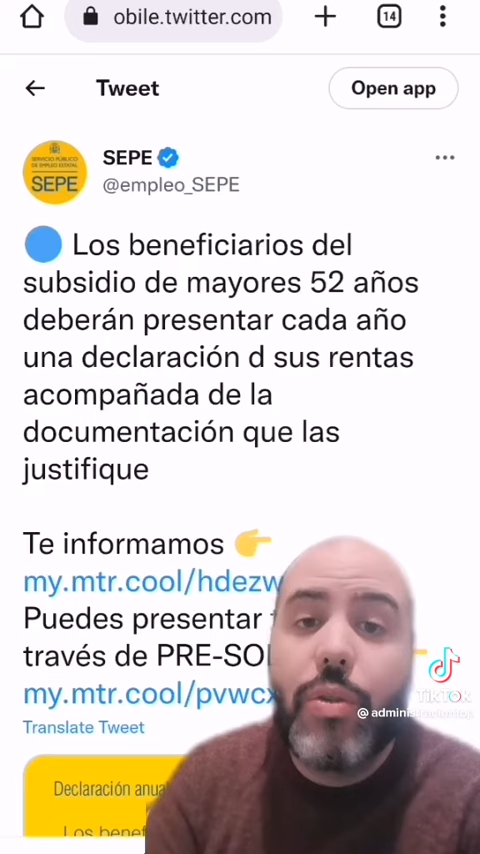 obile.twitter.com
14
Tweet
Open app
SERVICIO PÚBLICO
DE EMPLEO ESTATAL
SEPE
SEPE
@empleo_SEPE
Los beneficiarios del
subsidio de mayores 52 años
deberán presentar cada año
una declaración d sus rentas
acompañada de la
documentación que las
justifique
Te informamos
my.mtr.cool/hdezw
Puedes presentar
través de PRE-SOL
my.mtr.cool/pvwcx
TikTok
Translate Tweet
Declaración anua
Los benef